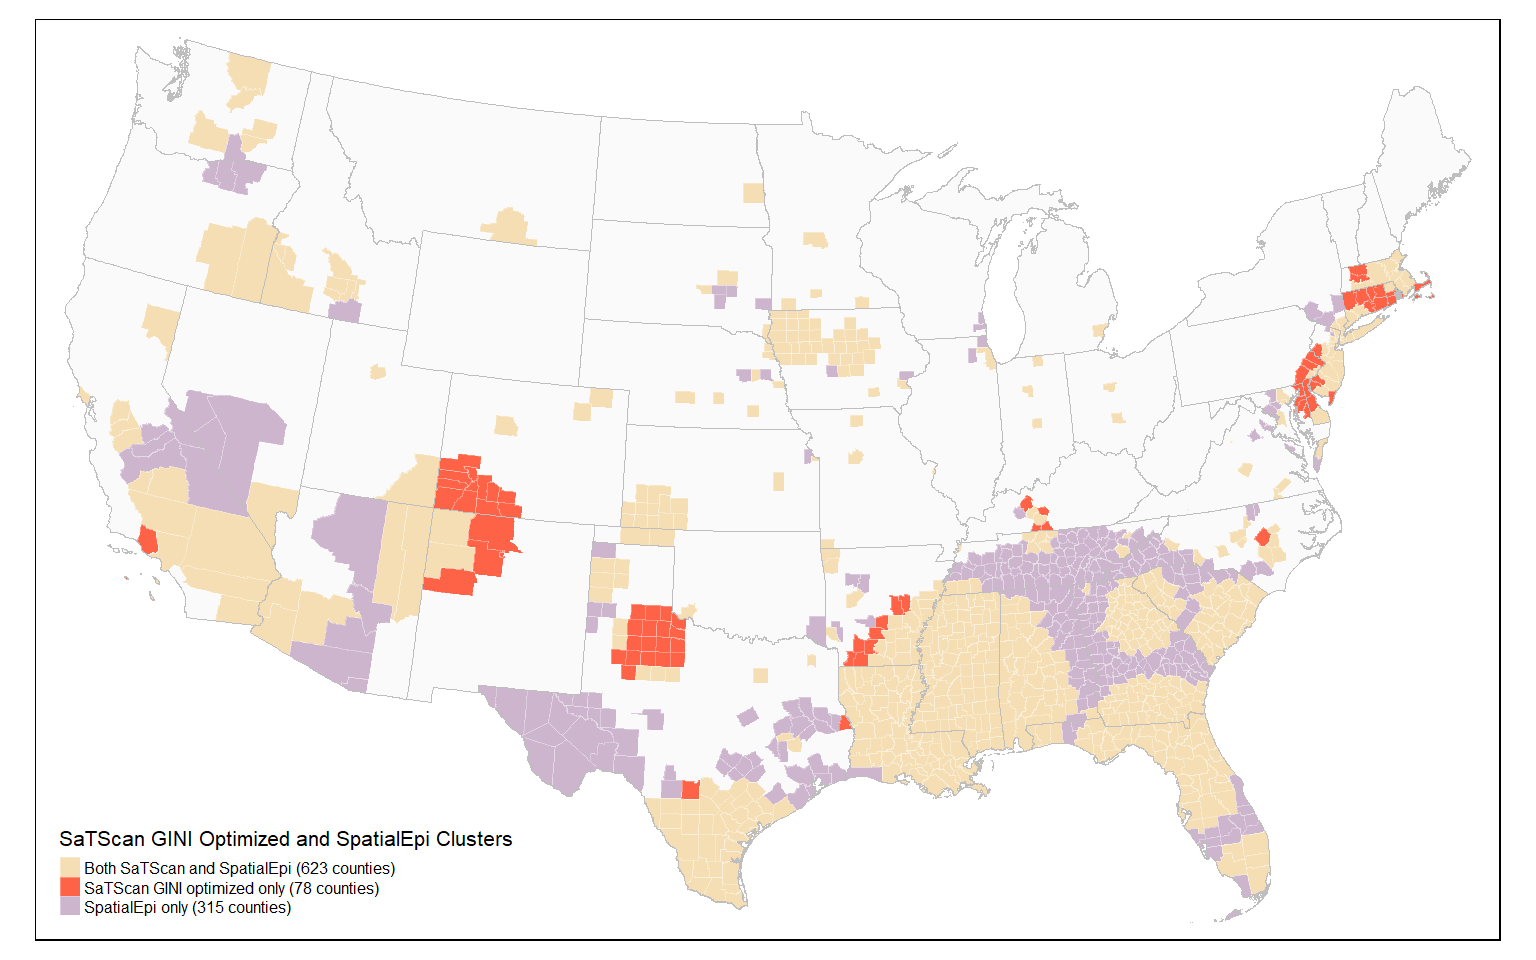 SaTScan GINI Optimized and SpatialEpi Clusters
Both SaTScan and SpatialEpi (623 counties)
SaTScan GINI optimized only (78 counties)
SpatialEpi only (315 counties)